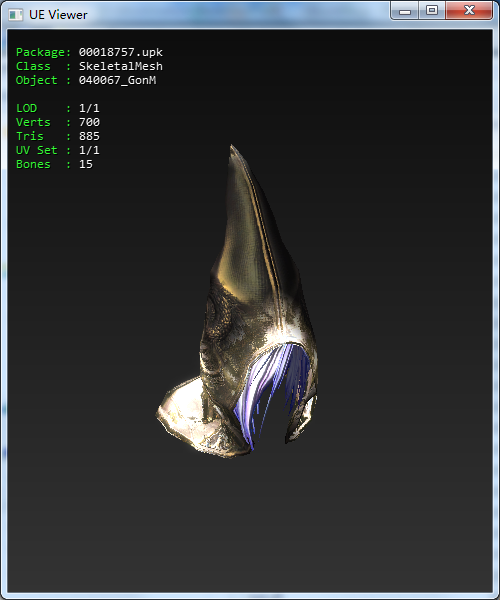 UE Viewer
Package: 00018757.upk
Class  : SkeletalMesh
Object : 040067_GonM
LOD    : 1/1
Verts  : 700
Tris   : 885
UV Set : 1/1
Bones  : 15